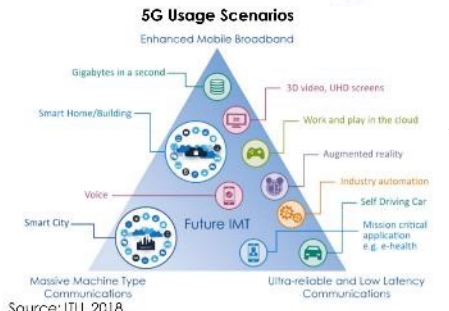 5G Usage Scenarios
Enhanced Mobile Broadband
Gigabytes in a second
3D video, UHD screens
Smart Home/Building
Work and play in the cloud
Augmented reality
Industry automation
Voice
Self Driving Car
Smart City
Future IMT
Mission critical
application
e.g. e-health
Massive Machine Type
Communications
Ultra-reliable and Low Latency
Communications
Source: ITU, 2018